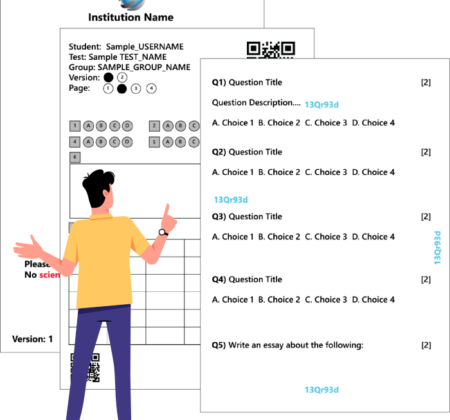 Institution Name
Student: Sample_USERNAME
Test: Sample TEST_NAME
Group: SAMPLE_GROUP_NAME
Version: 2
Page: 1 3 4
1 A B C D
2 A B C
4 A B C D
5 A B C
6
No scien
Version: 1
Q1) Question Title [2]
Question Description.... 13Qr93d
A. Choice 1 B. Choice 2 C. Choice 3 D. Choice 4
Q2) Question Title [2]
A. Choice 1 B. Choice 2 C. Choice 3 D. Choice 4
13Qr93d
Q3) Question Title [2]
A. Choice 1 B. Choice 2 C. Choice 3 D. Choice 4
13Qr93d
Q4) Question Title [2]
A. Choice 1 B. Choice 2 C. Choice 3 D. Choice 4
Q5) Write an essay about the following: [2]
13Qr93d